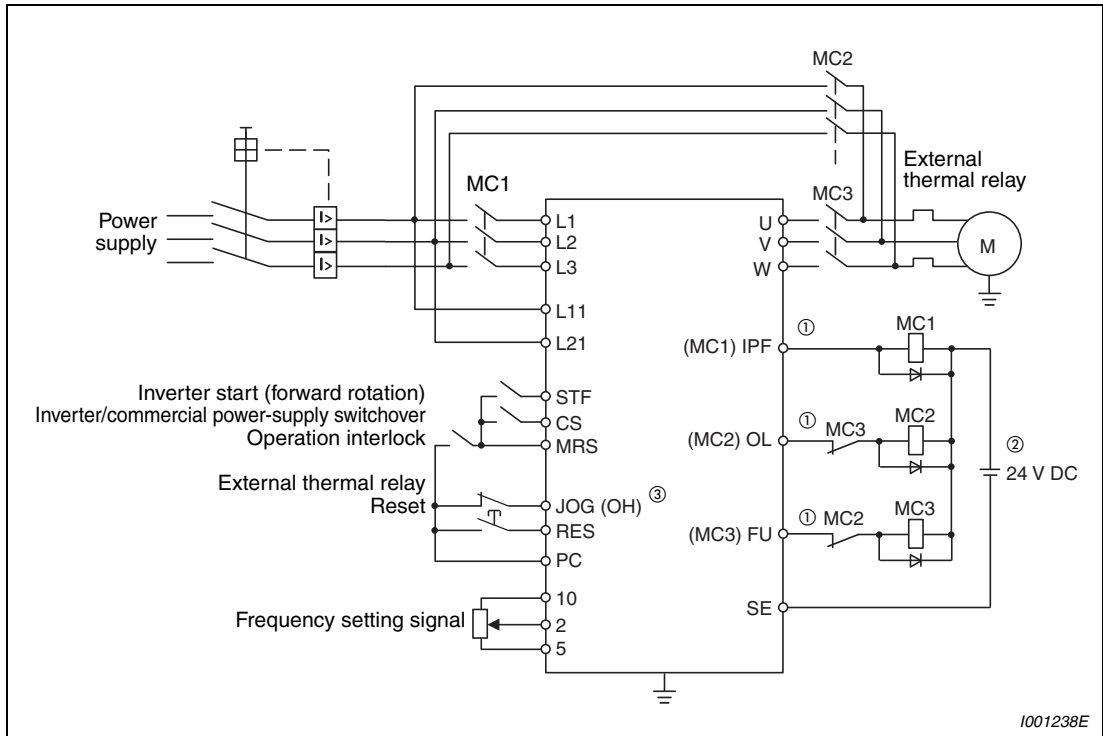 MC2
External
thermal relay
MC1
MC3
Power
supply
I>
I>
I>
L1
L2
L3
U
V
W
M
L11
L21
(MC1) IPF
①
MC1
Inverter start (forward rotation)
Inverter/commercial power-supply switchover
Operation interlock
STF
CS
MRS
(MC2) OL
①
MC3
MC2
②
24 V DC
External thermal relay
Reset
JOG (OH)
③
RES
PC
(MC3) FU
①
MC2
MC3
Frequency setting signal
10
2
5
SE
I001238E